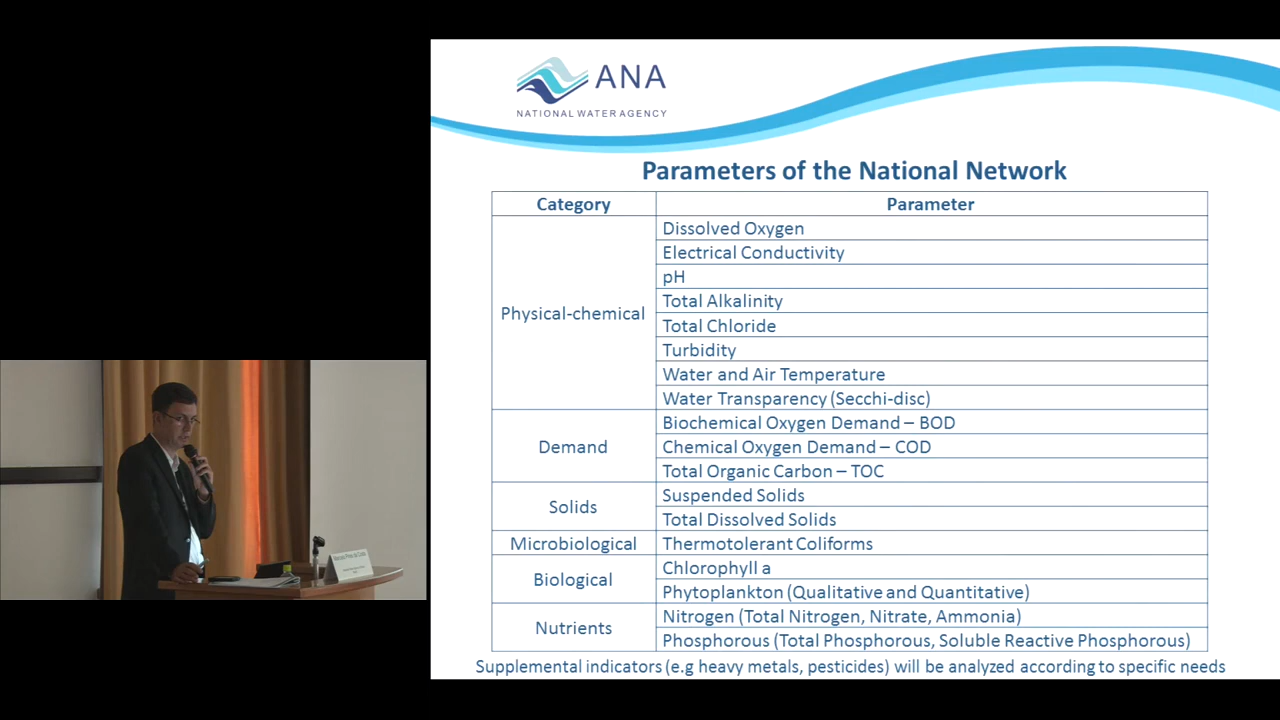 ANA
NATIONAL WATER AGENCY
Parameters of the National Network
Category Parameter
Physical-chemical
Dissolved Oxygen
Electrical Conductivity
pH
Total Alkalinity
Total Chloride
Turbidity
Water and Air Temperature
Water Transparency (Secchi-disc)
Demand
Biochemical Oxygen Demand – BOD
Chemical Oxygen Demand – COD
Total Organic Carbon – TOC
Solids
Suspended Solids
Total Dissolved Solids
Microbiological
Thermotolerant Coliforms
Biological
Chlorophyll a
Phytoplankton (Qualitative and Quantitative)
Nutrients
Nitrogen (Total Nitrogen, Nitrate, Ammonia)
Phosphorous (Total Phosphorous, Soluble Reactive Phosphorous)
Supplemental indicators (e.g heavy metals, pesticides) will be analyzed according to specific needs